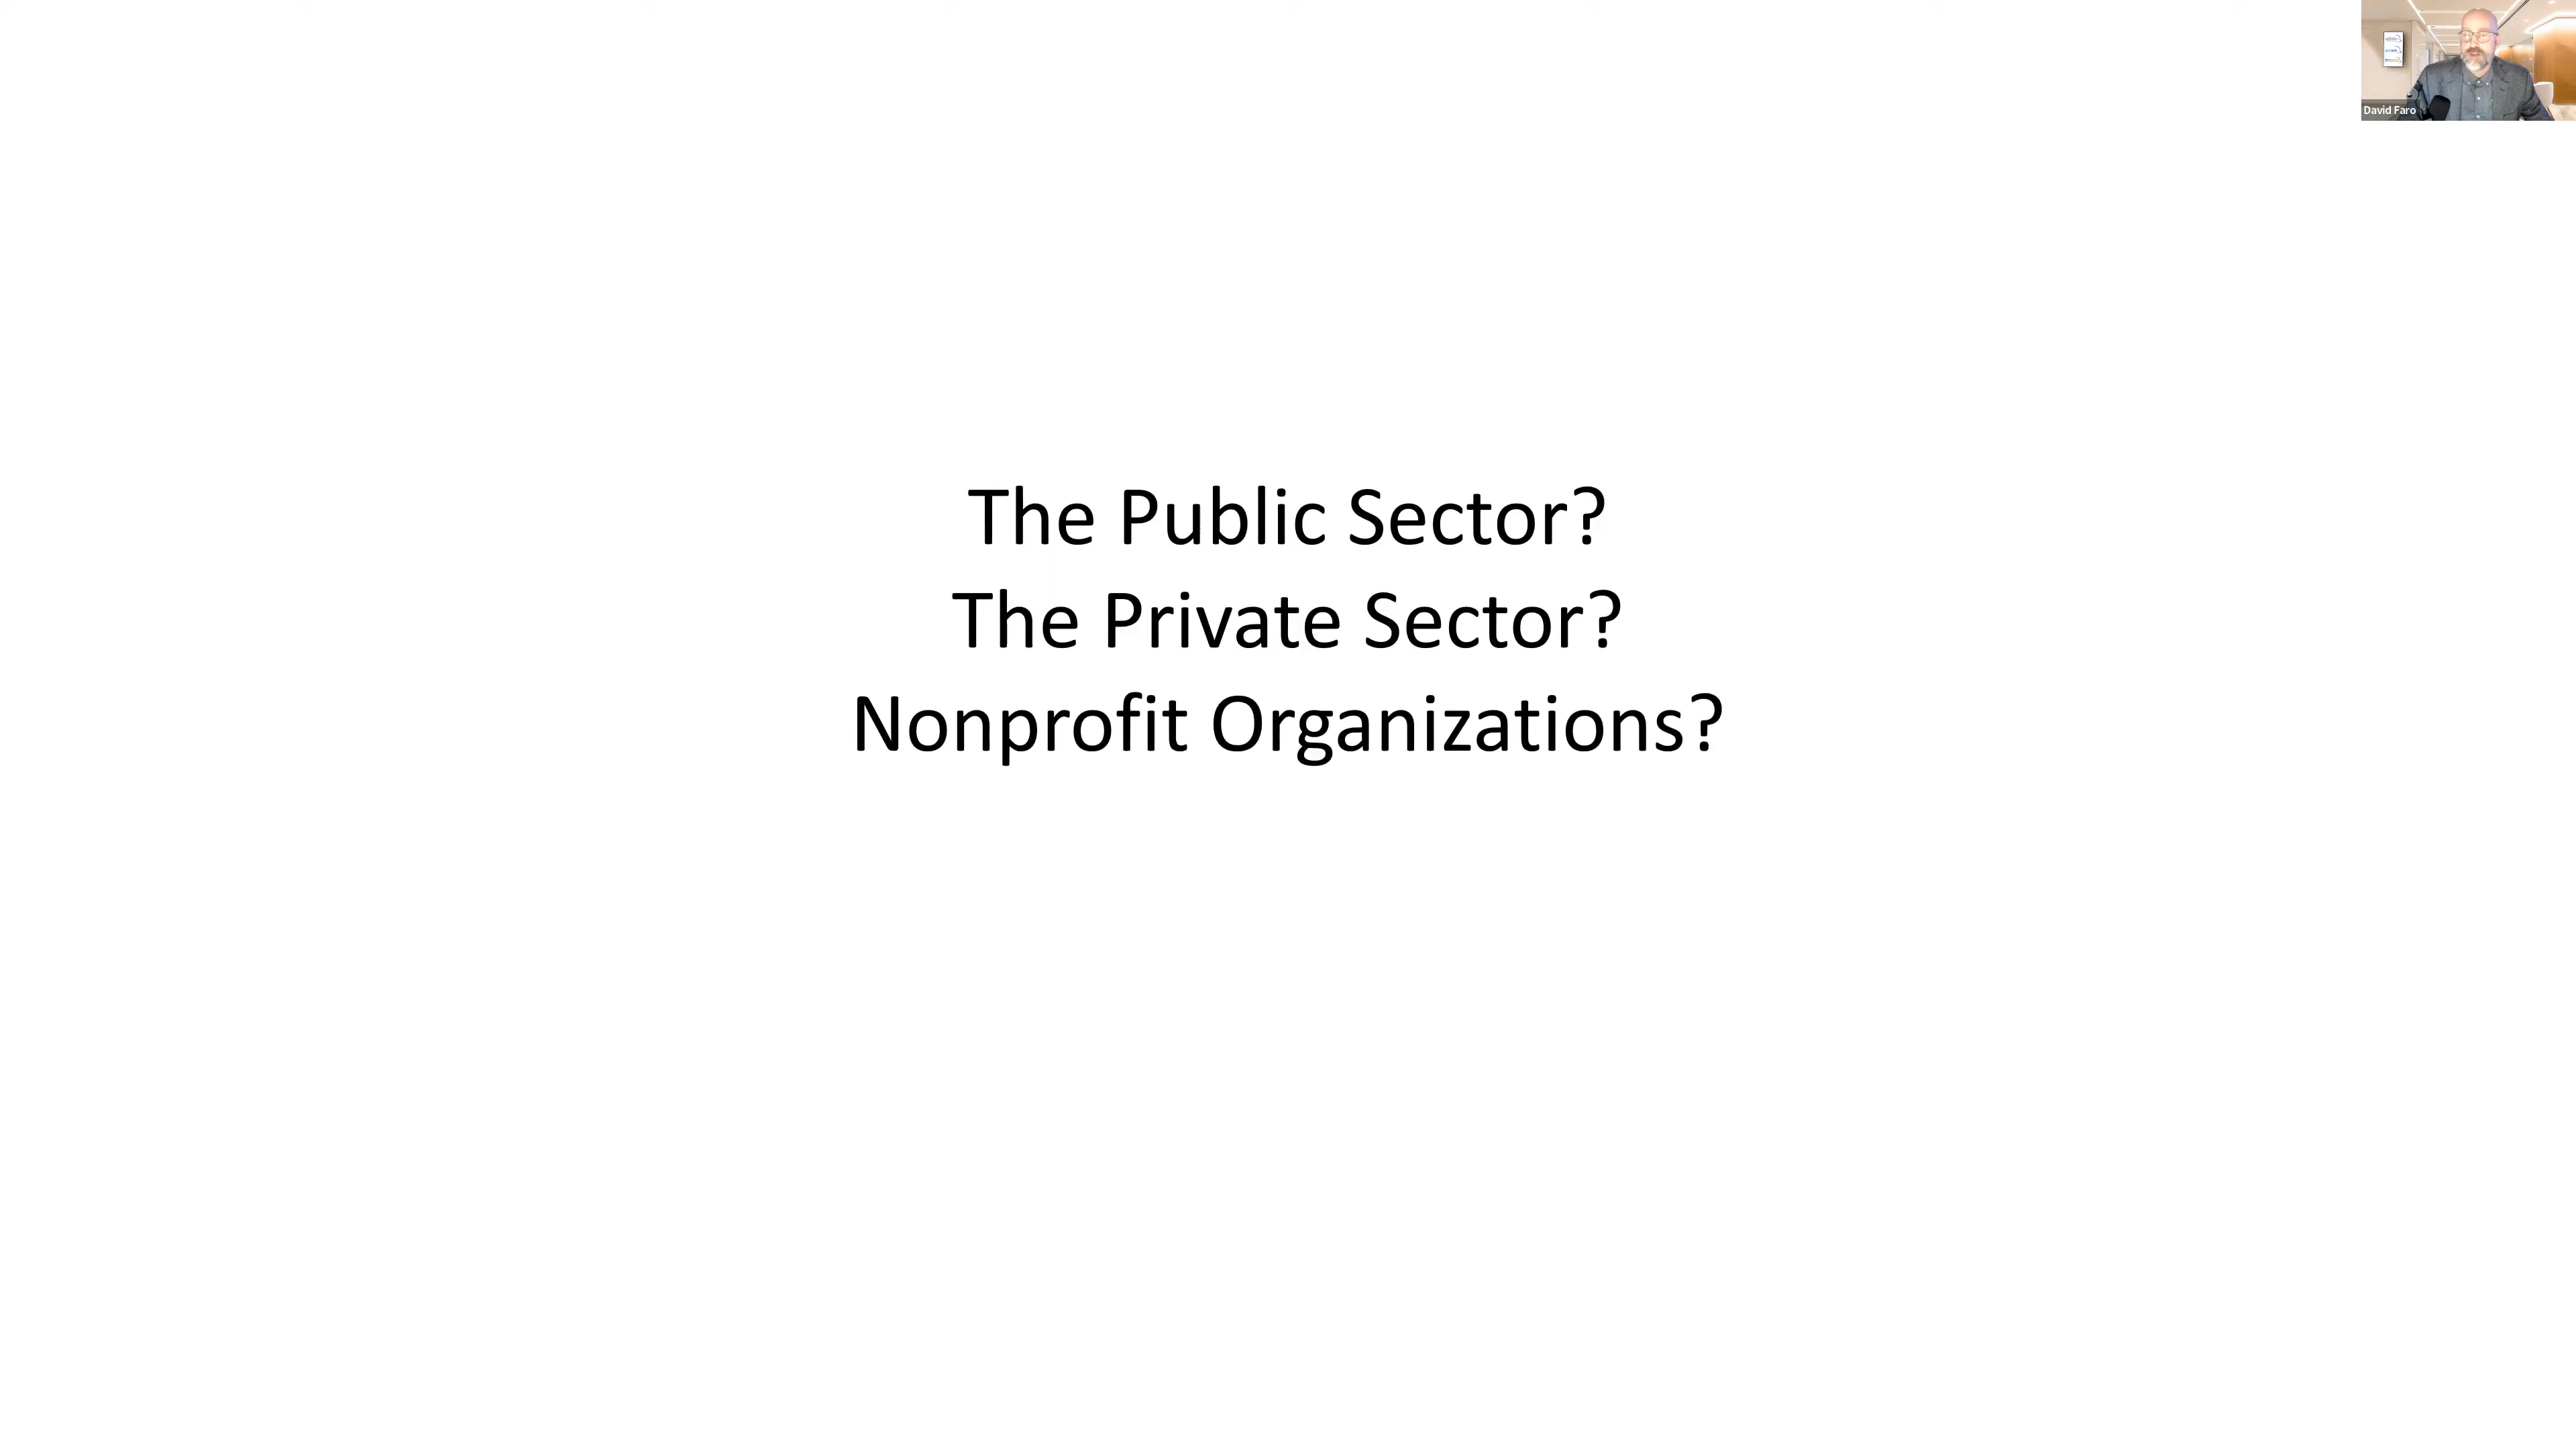 David Faro
The Public Sector?
The Private Sector?
Nonprofit Organizations?